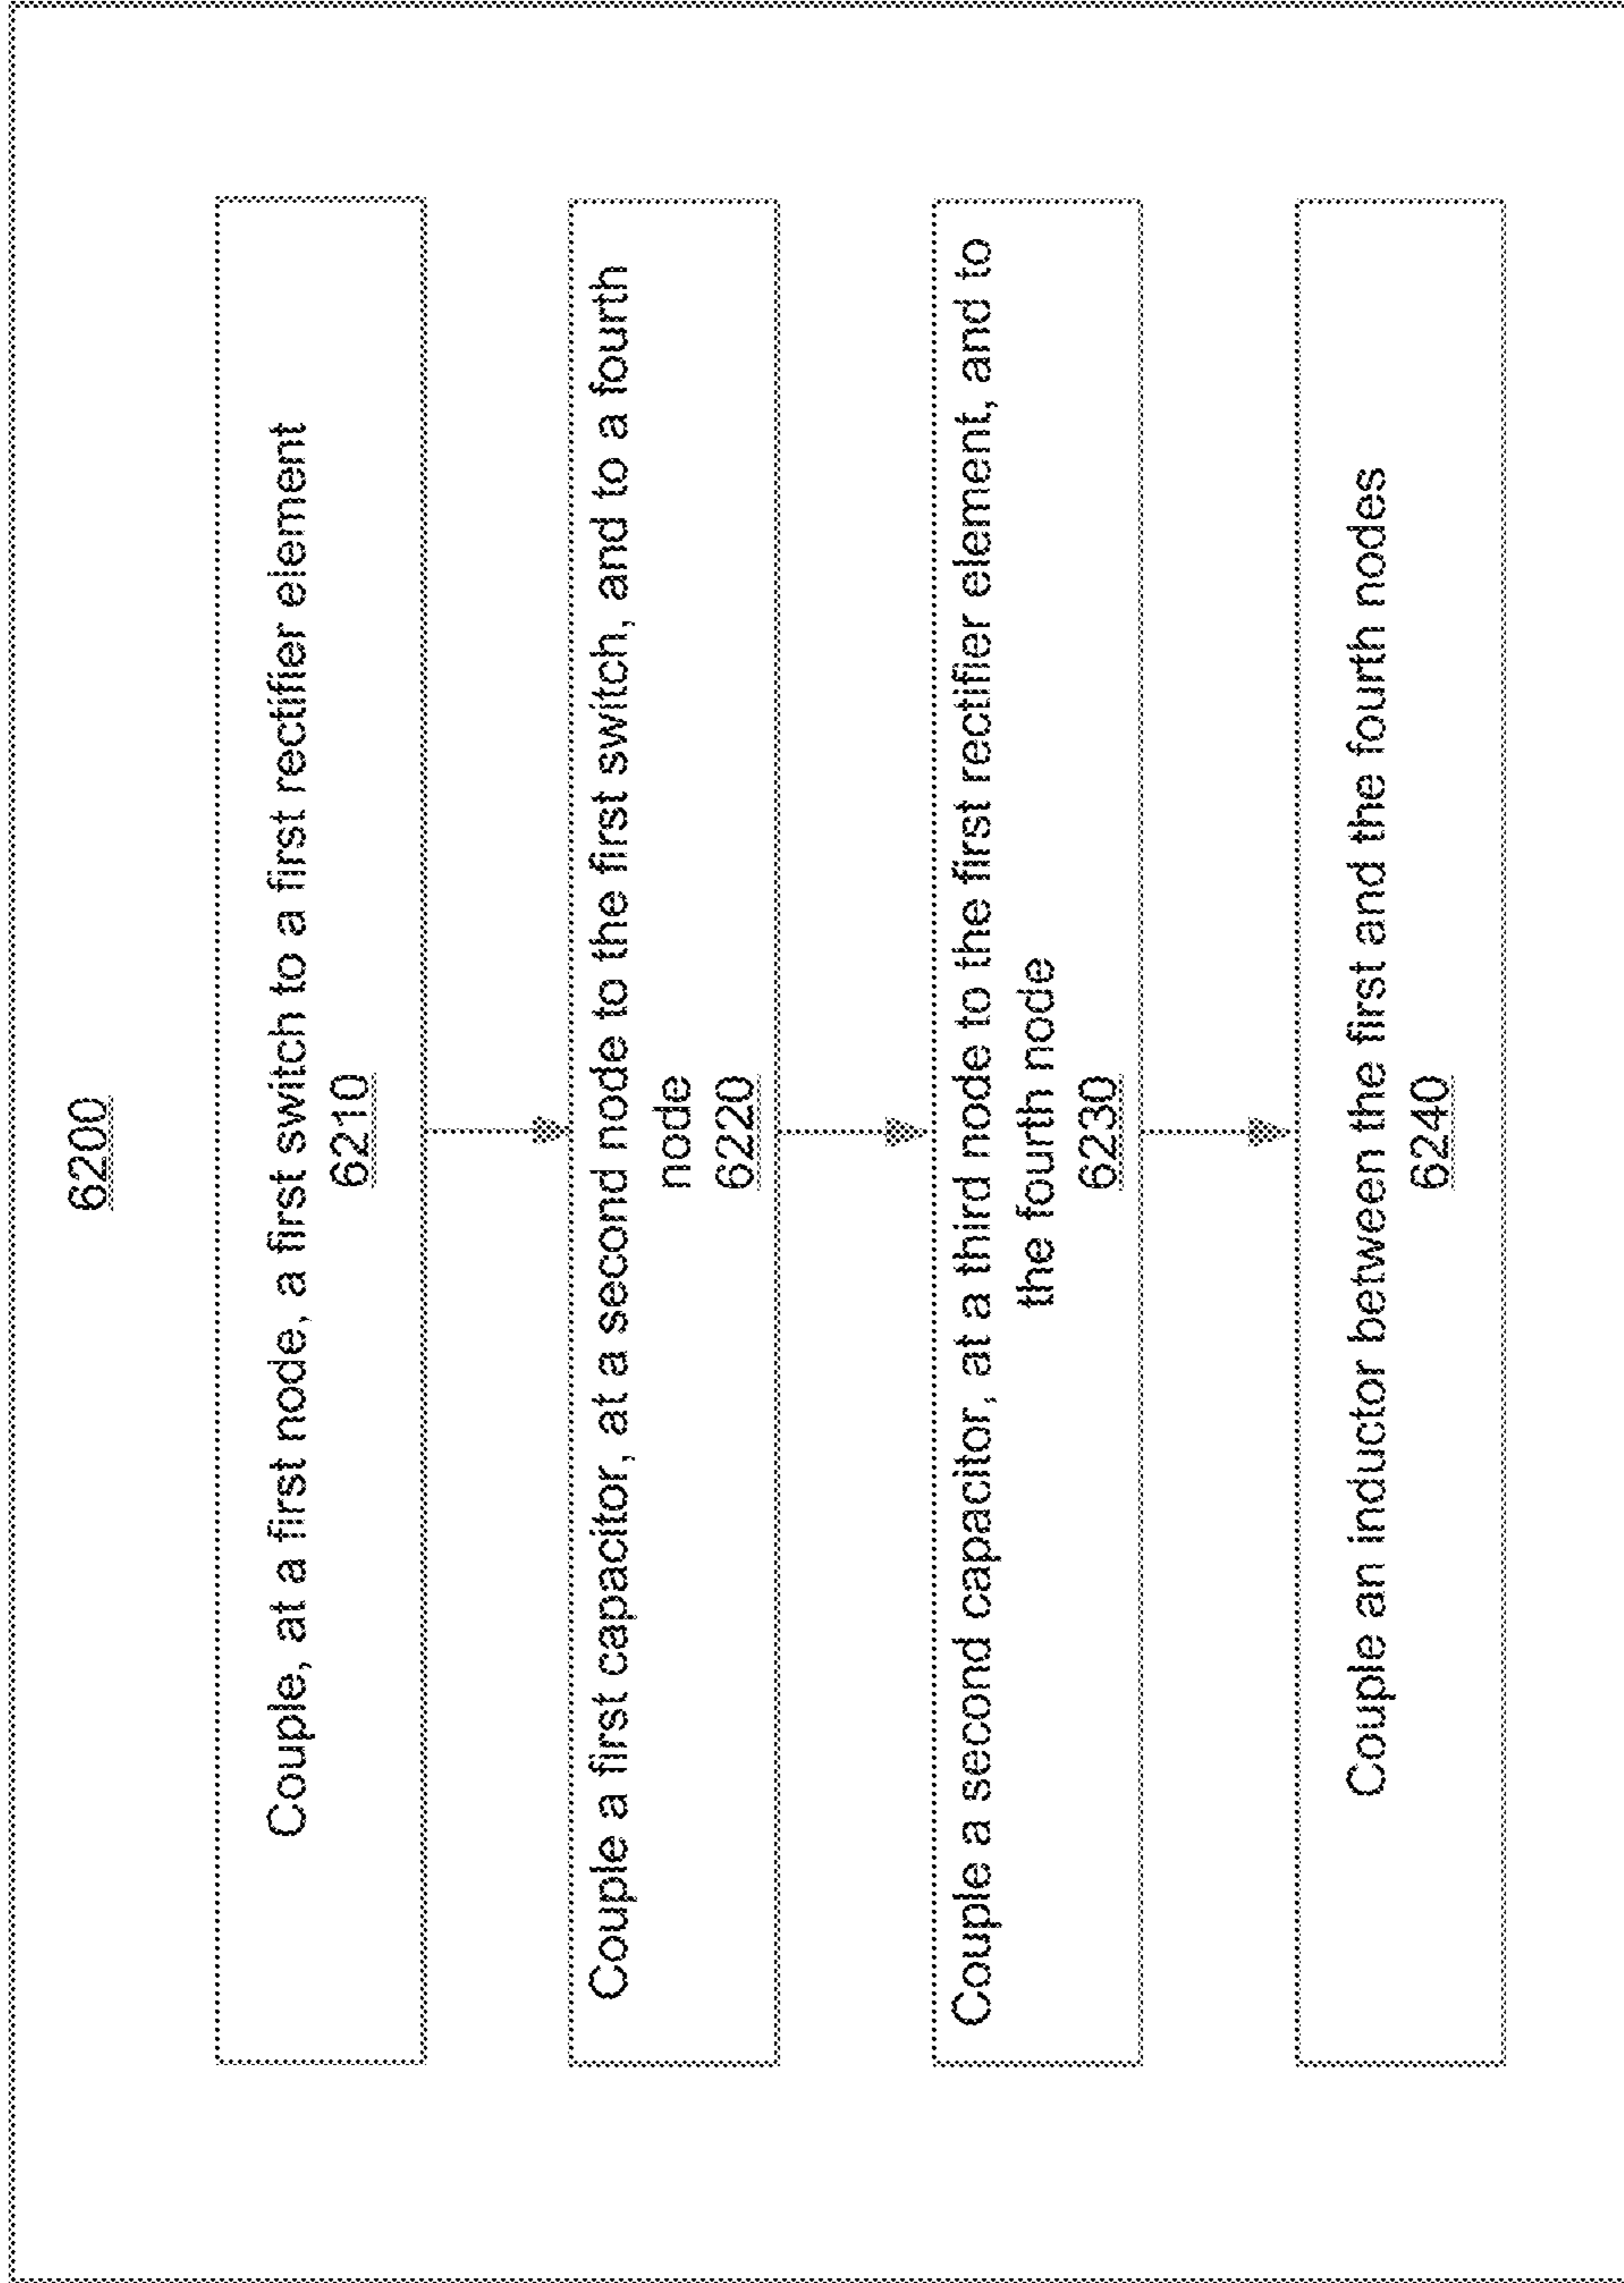 6200
Couple, at a first node, a first switch to a first rectifier element
6210
Couple a first capacitor, at a second node to the first switch, and to a fourth
node
6220
Couple a second capacitor, at a third node to the first rectifier element, and to
the fourth node
6230
Couple an inductor between the first and the fourth nodes
6240